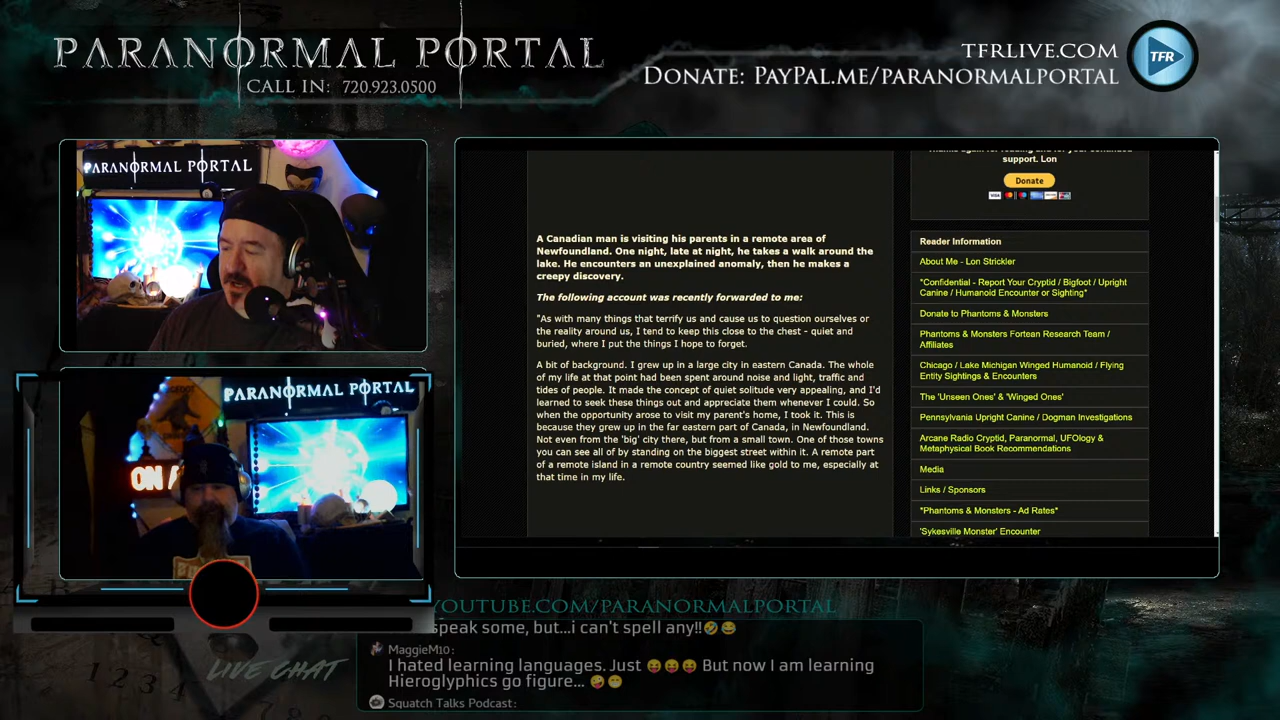 PARANORMAL PORTAL
CALL IN: 720.923.0500
TFRLIVE.COM
DONATE: PAYPAL.ME/PARANORMALPORTAL
TFR
PARANORMAL PORTAL
PARANORMAL PORTAL
ON A
support. Lon
Donate
VISA
A Canadian man is visiting his parents in a remote area of
Newfoundland. One night, late at night, he takes a walk around the
lake. He encounters an unexplained anomaly, then he makes a
creepy discovery.
The following account was recently forwarded to me:
"As with many things that terrify us and cause us to question ourselves or
the reality around us, I tend to keep this close to the chest - quiet and
buried, where I put the things I hope to forget.
A bit of background. I grew up in a large city in eastern Canada. The whole
of my life at that point had been spent around noise and light, traffic and
tides of people. It made the concept of quiet solitude very appealing, and I'd
learned to seek these things out and appreciate them whenever I could. So
when the opportunity arose to visit my parent's home, I took it. This is
because they grew up in the far eastern part of Canada, in Newfoundland.
Not even from the 'big' city there, but from a small town. One of those towns
you can see all of by standing on the biggest street within it. A remote part
of a remote island in a remote country seemed like gold to me, especially at
that time in my life.
Reader Information
About Me - Lon Strickler
*Confidential - Report Your Cryptid / Bigfoot / Upright
Canine / Humanoid Encounter or Sighting*
Donate to Phantoms & Monsters
Phantoms & Monsters Fortean Research Team /
Affiliates
Chicago / Lake Michigan Winged Humanoid / Flying
Entity Sightings & Encounters
The 'Unseen Ones' & 'Winged Ones'
Pennsylvania Upright Canine / Dogman Investigations
Arcane Radio Cryptid, Paranormal, UFOlogy &
Metaphysical Book Recommendations
Media
Links / Sponsors
*Phantoms & Monsters - Ad Rates*
'Sykesville Monster' Encounter
YOUTUBE.COM/PARANORMALPORTAL
LIVE CHAT
speak some, but...i can't spell any!!🤣😂
MaggieM10:
I hated learning languages. Just 😝😝😝 But now I am learning
Hieroglyphics go figure... 🤪😁
Squatch Talks Podcast:
1 2 3 4